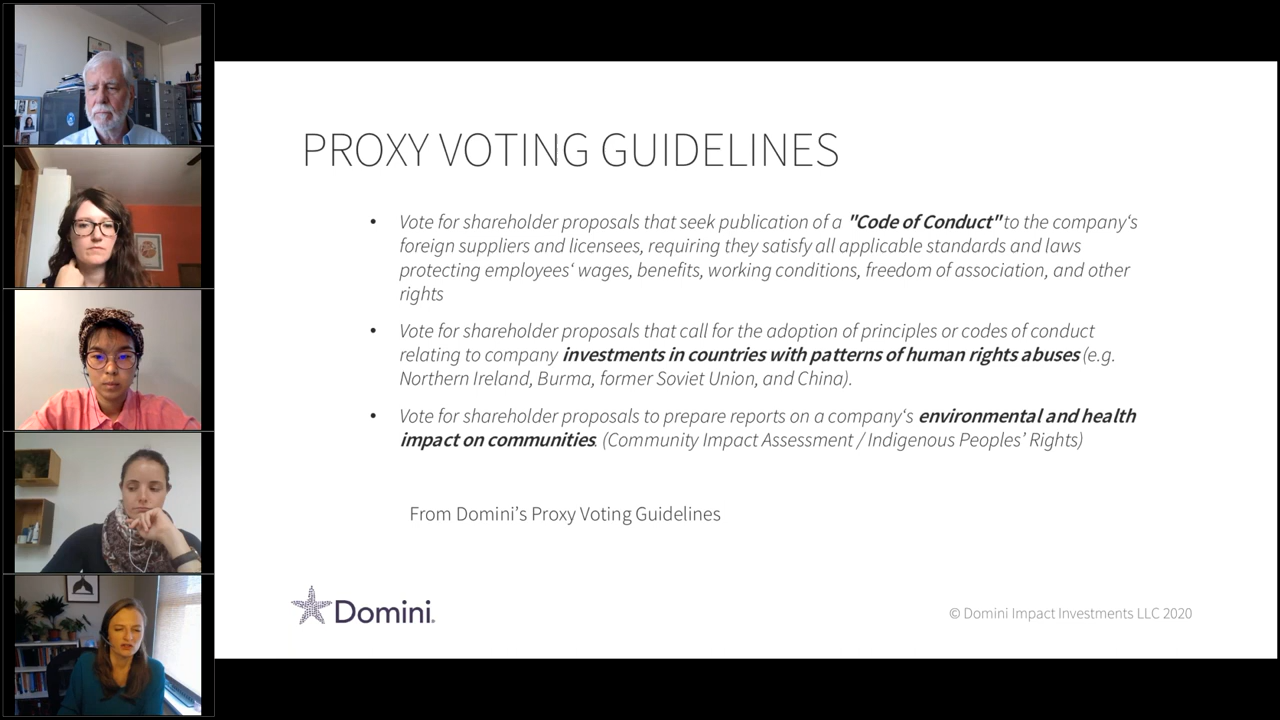 PROXY VOTING GUIDELINES
• Vote for shareholder proposals that seek publication of a "Code of Conduct" to the company‘s
foreign suppliers and licensees, requiring they satisfy all applicable standards and laws
protecting employees‘ wages, benefits, working conditions, freedom of association, and other
rights
• Vote for shareholder proposals that call for the adoption of principles or codes of conduct
relating to company investments in countries with patterns of human rights abuses (e.g.
Northern Ireland, Burma, former Soviet Union, and China).
• Vote for shareholder proposals to prepare reports on a company‘s environmental and health
impact on communities. (Community Impact Assessment / Indigenous Peoples’ Rights)
From Domini’s Proxy Voting Guidelines
Domini®
© Domini Impact Investments LLC 2020